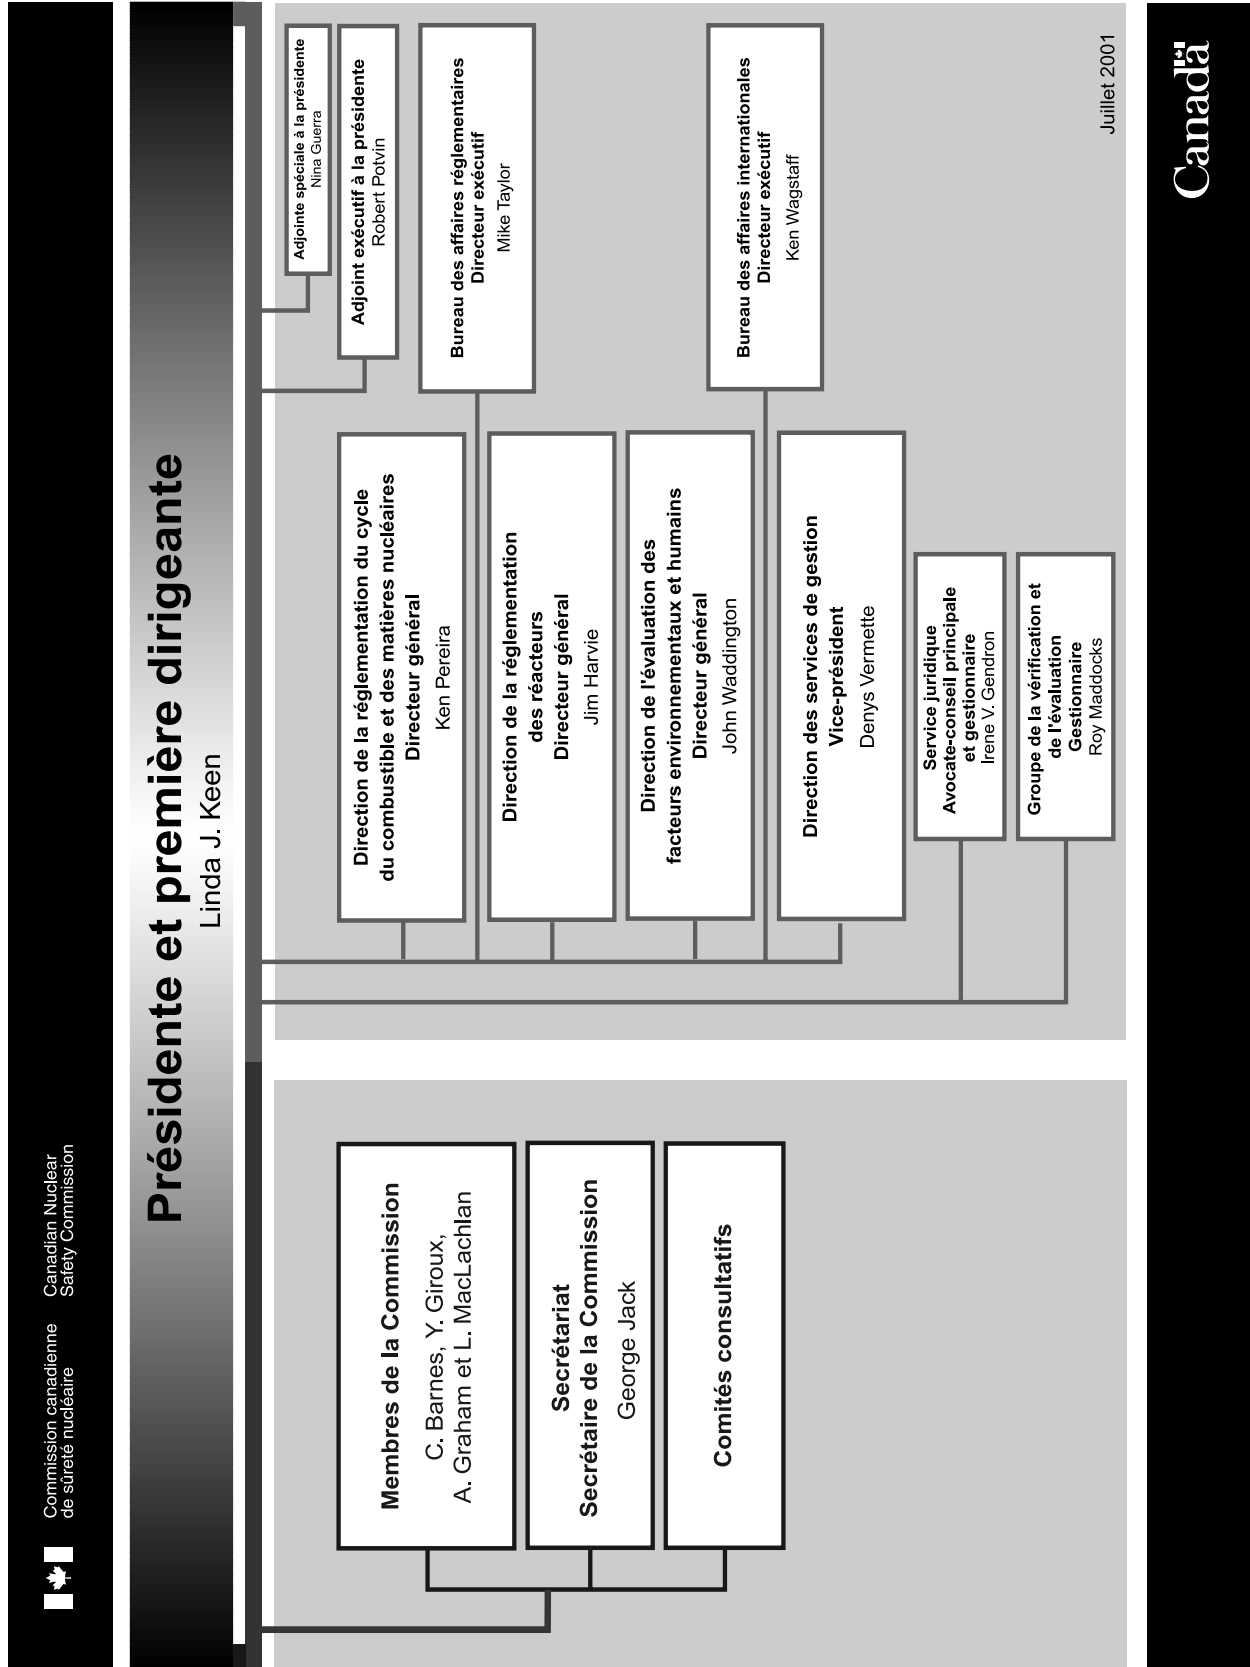 Commission canadienne
de sûreté nucléaire
Canadian Nuclear
Safety Commission
Présidente et première dirigeante
Linda J. Keen
Membres de la Commission
C. Barnes, Y. Giroux,
A. Graham et L. MacLachlan
Secrétariat
Secrétaire de la Commission
George Jack
Comités consultatifs
Direction de la réglementation du cycle
du combustible et des matières nucléaires
Directeur général
Ken Pereira
Direction de la réglementation
des réacteurs
Directeur général
Jim Harvie
Direction de l'évaluation des
facteurs environnementaux et humains
Directeur général
John Waddington
Direction des services de gestion
Vice-président
Denys Vermette
Service juridique
Avocate-conseil principale
et gestionnaire
Irene V. Gendron
Groupe de la vérification et
de l'évaluation
Gestionnaire
Roy Maddocks
Adjointe spéciale à la présidente
Nina Guerra
Adjoint exécutif à la présidente
Robert Potvin
Bureau des affaires réglementaires
Directeur exécutif
Mike Taylor
Bureau des affaires internationales
Directeur exécutif
Ken Wagstaff
Juillet 2001
Canada